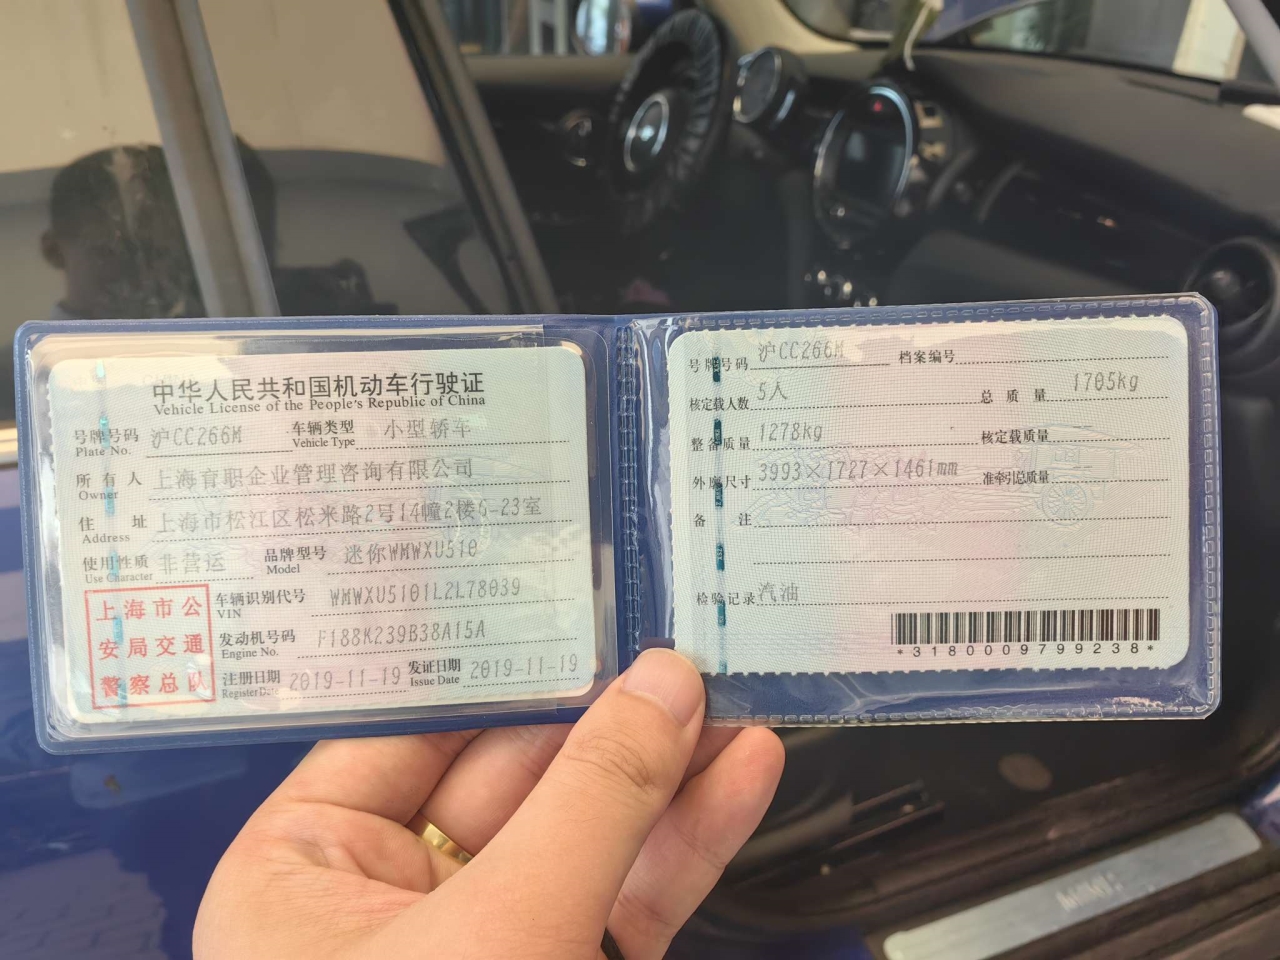 中华人民共和国机动车行驶证
Vehicle License of the People's Republic of China
号牌号码 沪CC266M 车辆类型 小型轿车
Plate No. Vehicle Type
所有人 上海育职企业管理咨询有限公司
Owner
住址 上海市松江区松米路2号14幢2楼6-23室
Address
使用性质 非营运 品牌型号 迷你WMWXU510
Use Character Model
上海市公
安局交通
警察总队
车辆识别代号 WMWXU5101L2L78039
VIN
发动机号码 F188K239B38A15A
Engine No.
注册日期 2019-11-19 发证日期 2019-11-19
Register Date Issue Date
号牌号码 沪CC266M 档案编号
核定载人数 5人 总质量 1705kg
整备质量 1278kg 核定载质量
外廓尺寸 3993×1727×1461mm 准牵引总质量
备注
检验记录 汽油
*3180009799238*